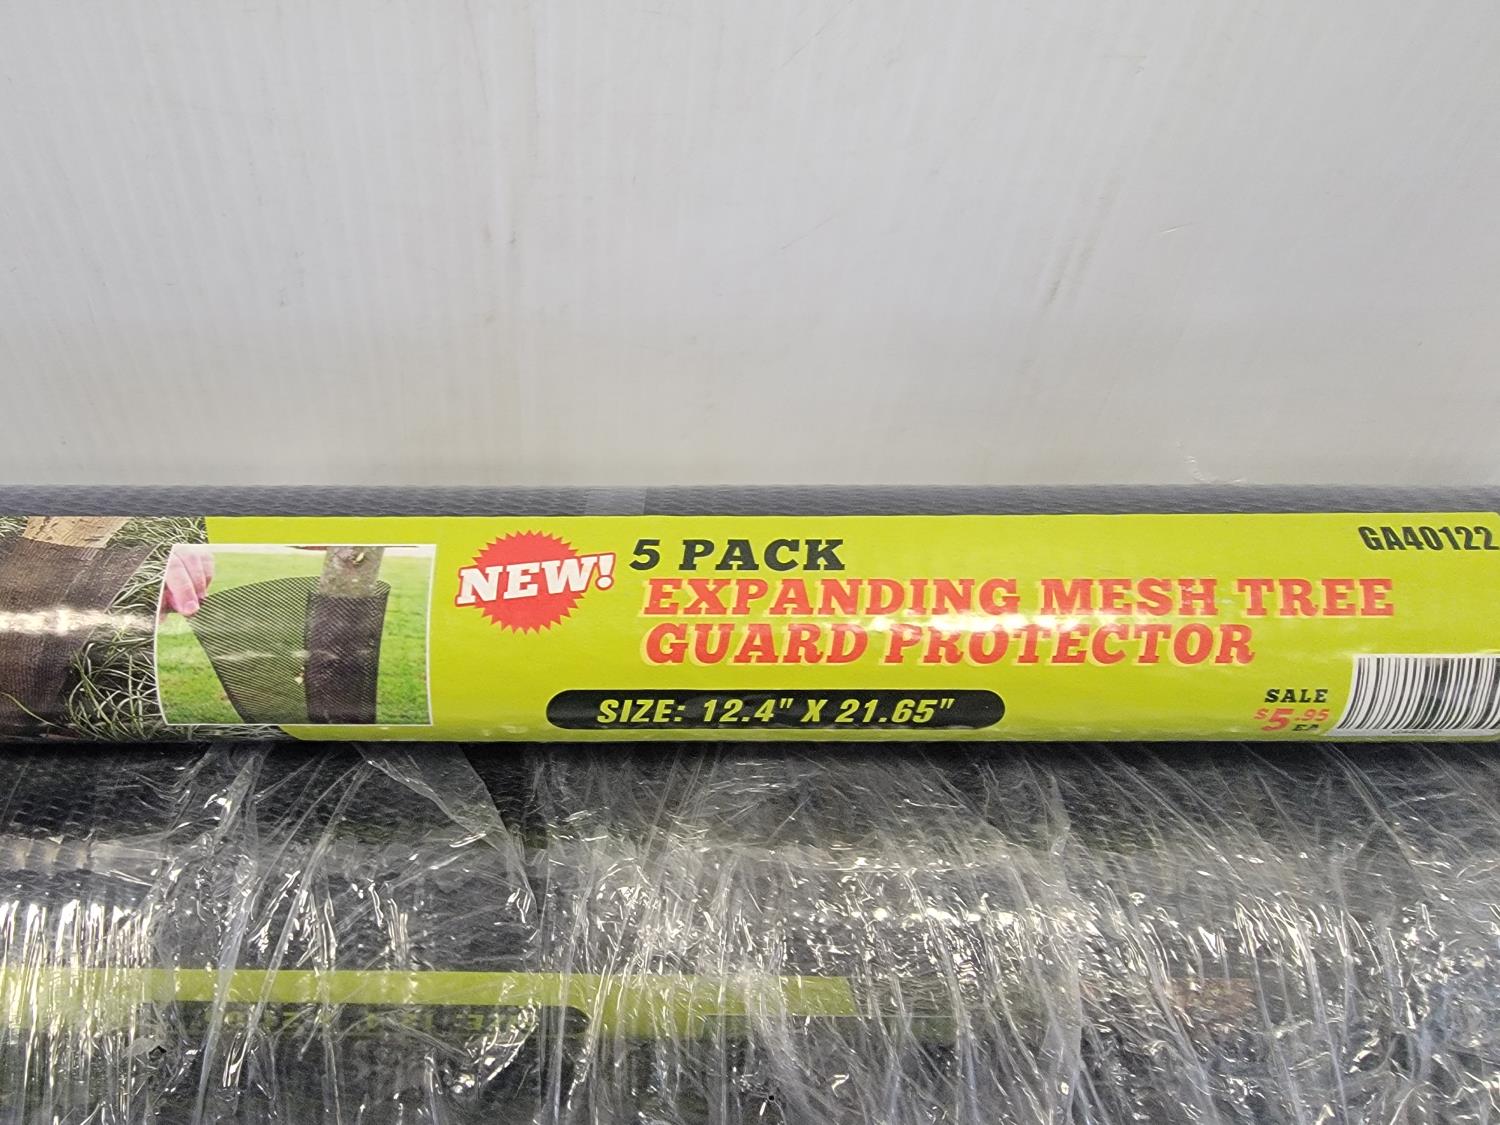 NEW!
5 PACK
EXPANDING MESH TREE
GUARD PROTECTOR
SIZE: 12.4" X 21.65"
GA40122
SALE
$5.95
EA